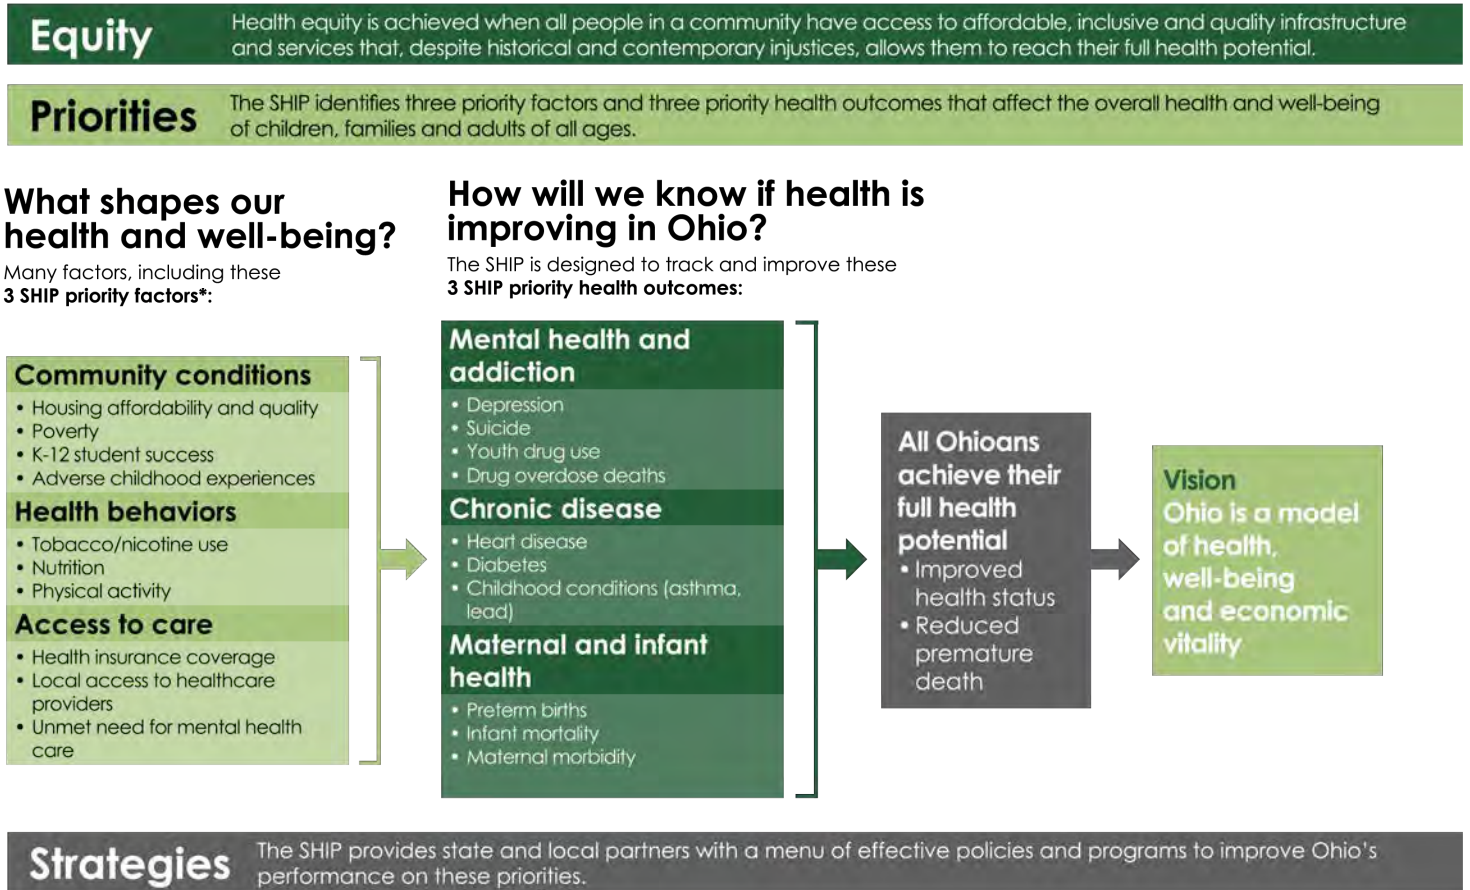 Equity
Health equity is achieved when all people in a community have access to affordable, inclusive and quality infrastructure
and services that, despite historical and contemporary injustices, allows them to reach their full health potential.
Priorities
The SHIP identifies three priority factors and three priority health outcomes that affect the overall health and well-being
of children, families and adults of all ages.
What shapes our
health and well-being?
Many factors, including these
3 SHIP priority factors*:
Community conditions
• Housing affordability and quality
• Poverty
• K-12 student success
• Adverse childhood experiences
Health behaviors
• Tobacco/nicotine use
• Nutrition
• Physical activity
Access to care
• Health insurance coverage
• Local access to healthcare
providers
• Unmet need for mental health
care
How will we know if health is
improving in Ohio?
The SHIP is designed to track and improve these
3 SHIP priority health outcomes:
Mental health and
addiction
• Depression
• Suicide
• Youth drug use
• Drug overdose deaths
Chronic disease
• Heart disease
• Diabetes
• Childhood conditions (asthma,
lead)
Maternal and infant
health
• Preterm births
• Infant mortality
• Maternal morbidity
All Ohioans
achieve their
full health
potential
• Improved
health status
• Reduced
premature
death
Vision
Ohio is a model
of health,
well-being
and economic
vitality
Strategies
The SHIP provides state and local partners with a menu of effective policies and programs to improve Ohio's
performance on these priorities.